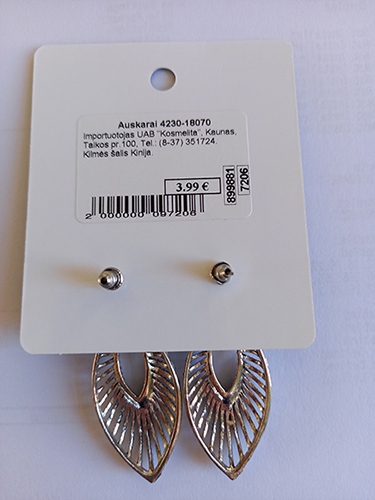 Auskarai 4230-18070
Importuotojas UAB "Kosmelita", Kaunas,
Taikos pr.100, Tel.: (8-37) 351724.
Kilmės šalis Kinija.
3.99 €
2 000000 097206
899881
7206